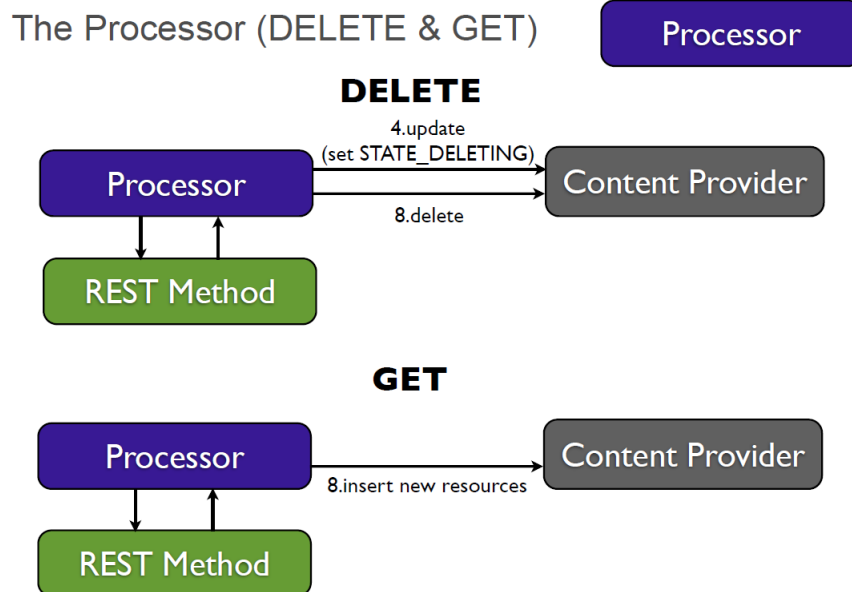 The Processor (DELETE & GET)
Processor
DELETE
4.update
(set STATE_DELETING)
Processor
Content Provider
8.delete
REST Method
GET
Processor
Content Provider
8.insert new resources
REST Method